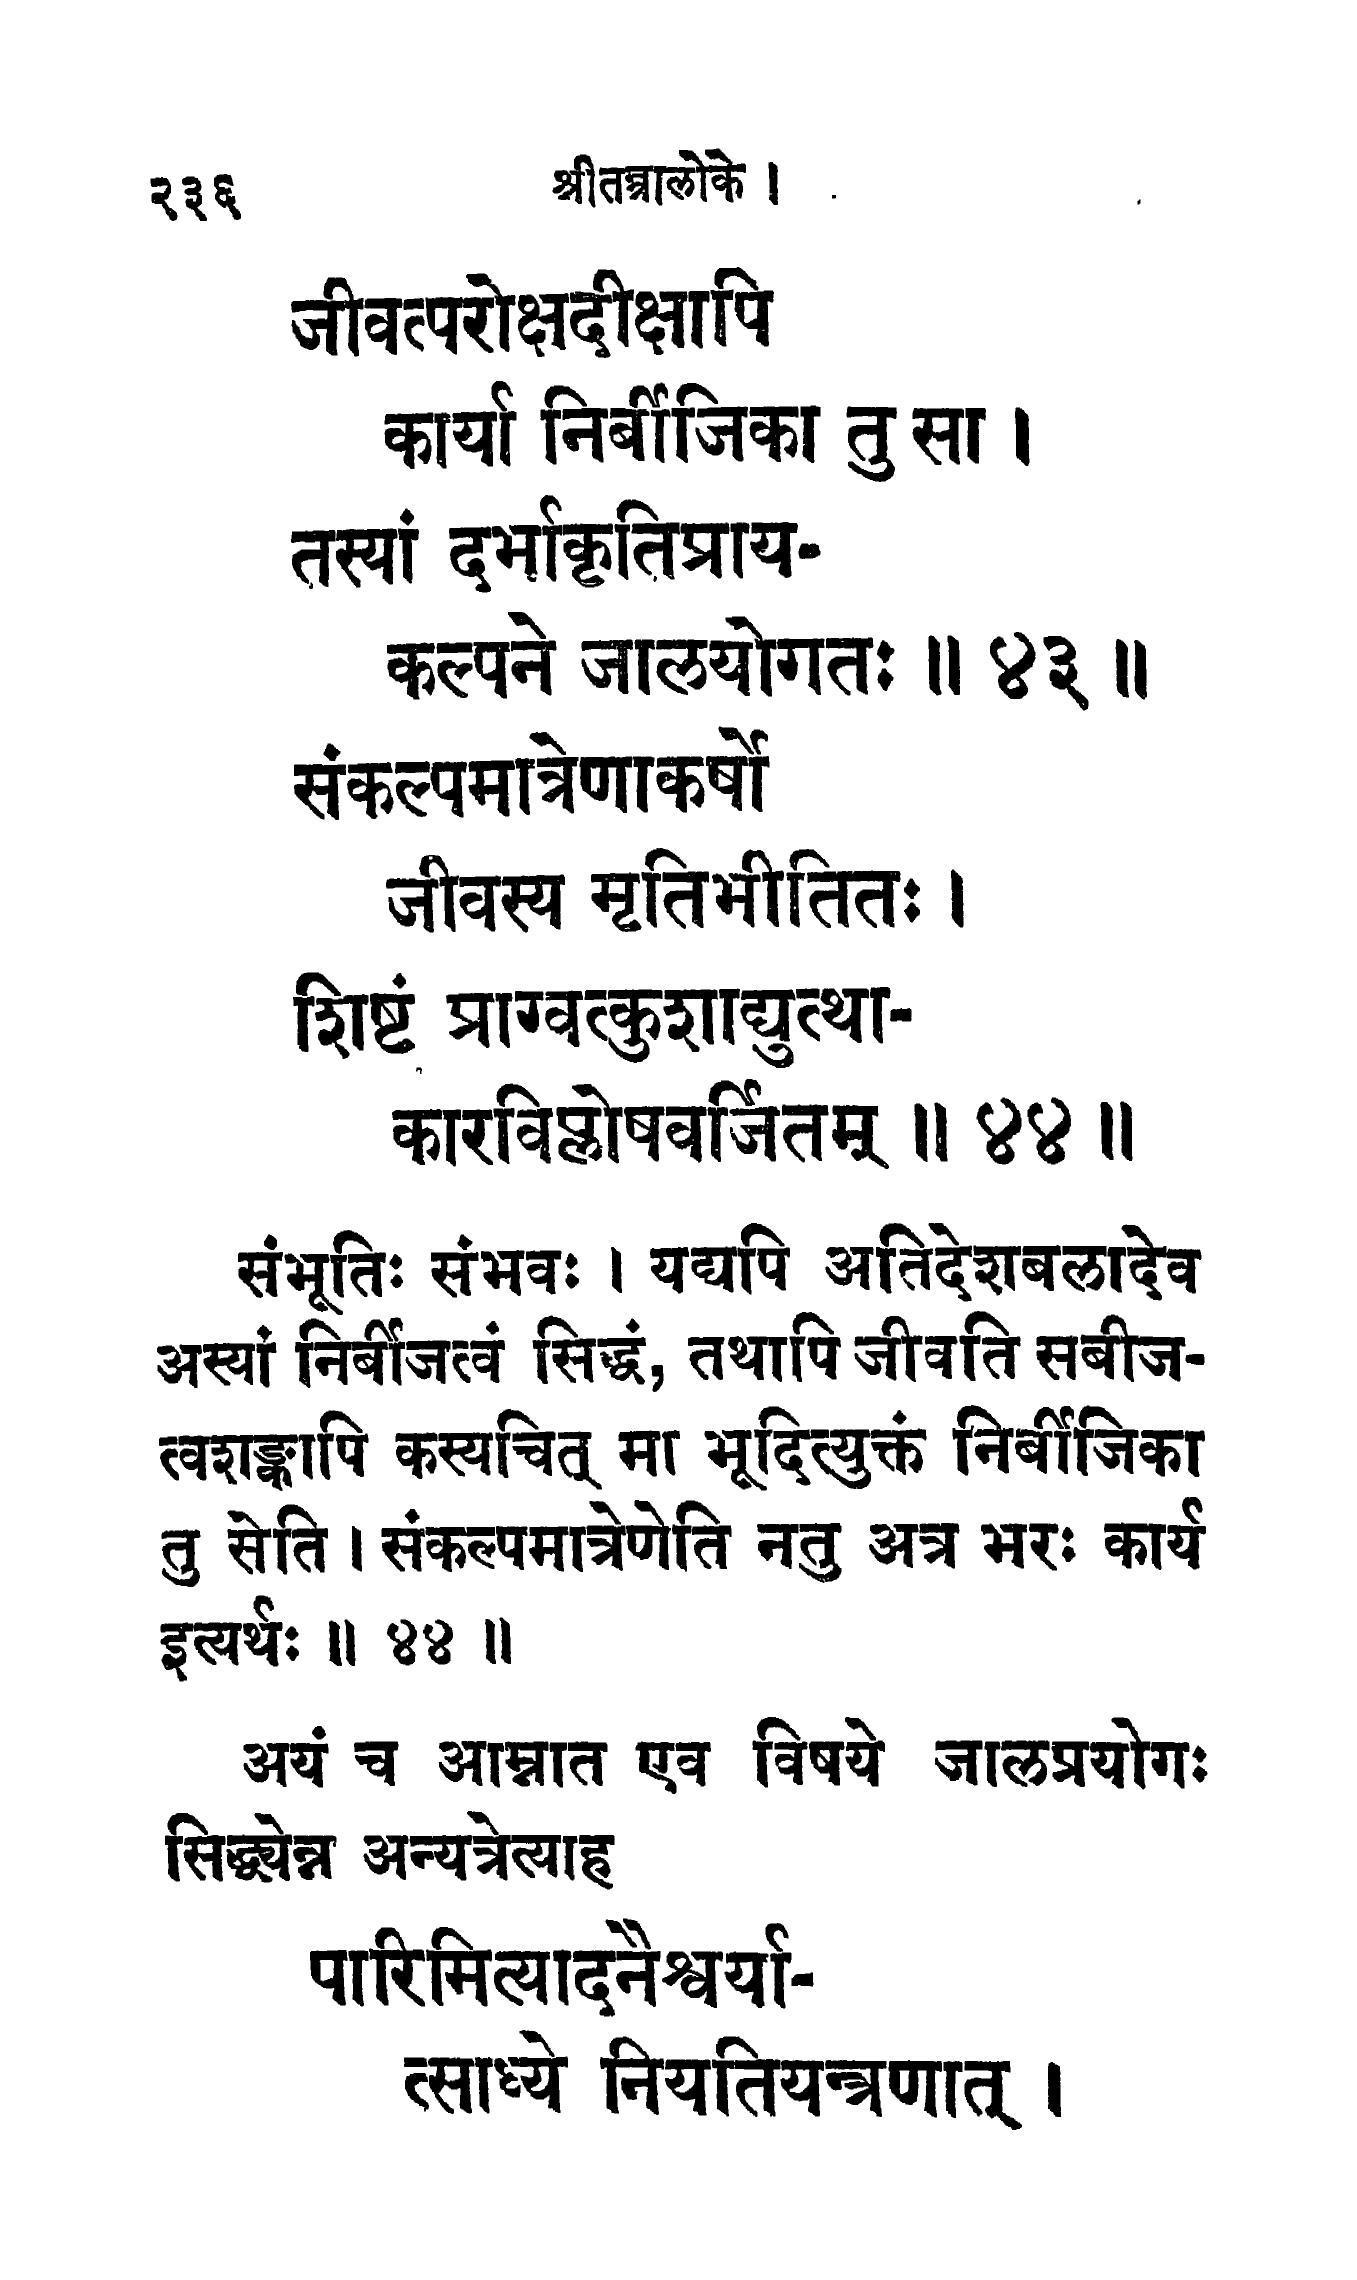 २३६ श्रीतन्त्रालोके ।
जीवत्परोक्षदीक्षापि
कार्या निर्बीजिका तु सा ।
तस्यां दर्भाकृतिप्राय-
कल्पने जालयोगतः ॥ ४३ ॥
संकल्पमात्रेणाकर्षो
जीवस्य मृतिभीतितः ।
शिष्टं प्राग्वत्कुशाद्युत्था-
कारविप्लोषवर्जितम् ॥ ४४ ॥
संभूतिः संभवः । यद्यपि अतिदेशबलादेव
अस्यां निर्बीजत्वं सिद्धं, तथापि जीवति सबीज-
त्वशङ्कापि कस्यचित् मा भूदित्युक्तं निर्बीजिका
तु सेति । संकल्पमात्रेणेति नतु अत्र भरः कार्य
इत्यर्थः ॥ ४४ ॥
अयं च आम्नात एव विषये जालप्रयोगः
सिद्ध्येन्न अन्यत्रेत्याह
पारिमित्यादनैश्वर्या-
त्साध्ये नियतियन्त्रणात् ।